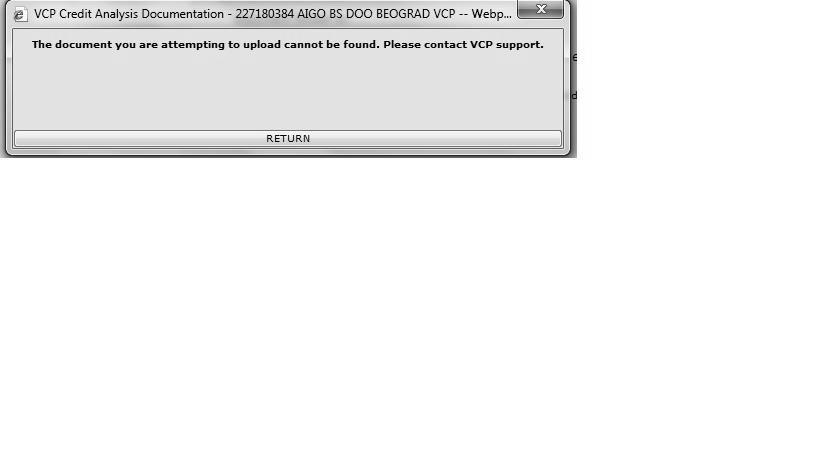 VCP Credit Analysis Documentation - 227180384 AIGO BS DOO BEOGRAD VCP -- Webp...
The document you are attempting to upload cannot be found. Please contact VCP support.
RETURN